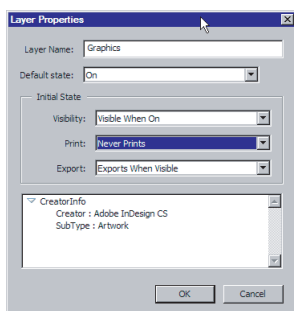 Layer Properties
Layer Name: Graphics
Default state: On
Initial State
Visibility: Visible When On
Print: Never Prints
Export: Exports When Visible
CreatorInfo
Creator : Adobe InDesign CS
SubType : Artwork
OK Cancel